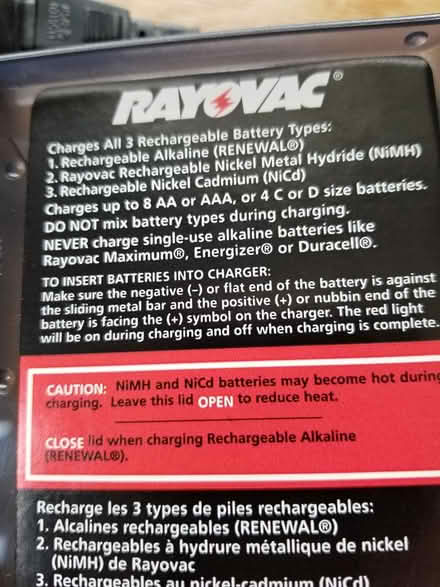 RAYOVAC®
Charges All 3 Rechargeable Battery Types:
1. Rechargeable Alkaline (RENEWAL®)
2. Rayovac Rechargeable Nickel Metal Hydride (NiMH)
3. Rechargeable Nickel Cadmium (NiCd)
Charges up to 8 AA or AAA, or 4 C or D size batteries.
DO NOT mix battery types during charging.
NEVER charge single-use alkaline batteries like
Rayovac Maximum®, Energizer® or Duracell®.
TO INSERT BATTERIES INTO CHARGER:
Make sure the negative (–) or flat end of the battery is against
the sliding metal bar and the positive (+) or nubbin end of the
battery is facing the (+) symbol on the charger. The red light
will be on during charging and off when charging is complete.
CAUTION: NiMH and NiCd batteries may become hot during
charging. Leave this lid OPEN to reduce heat.
CLOSE lid when charging Rechargeable Alkaline
(RENEWAL®).
Recharge les 3 types de piles rechargeables:
1. Alcalines rechargeables (RENEWAL®)
2. Rechargeables à hydrure métallique de nickel
(NiMH) de Rayovac
3. Rechargeables au nickel-cadmium (NiCd)